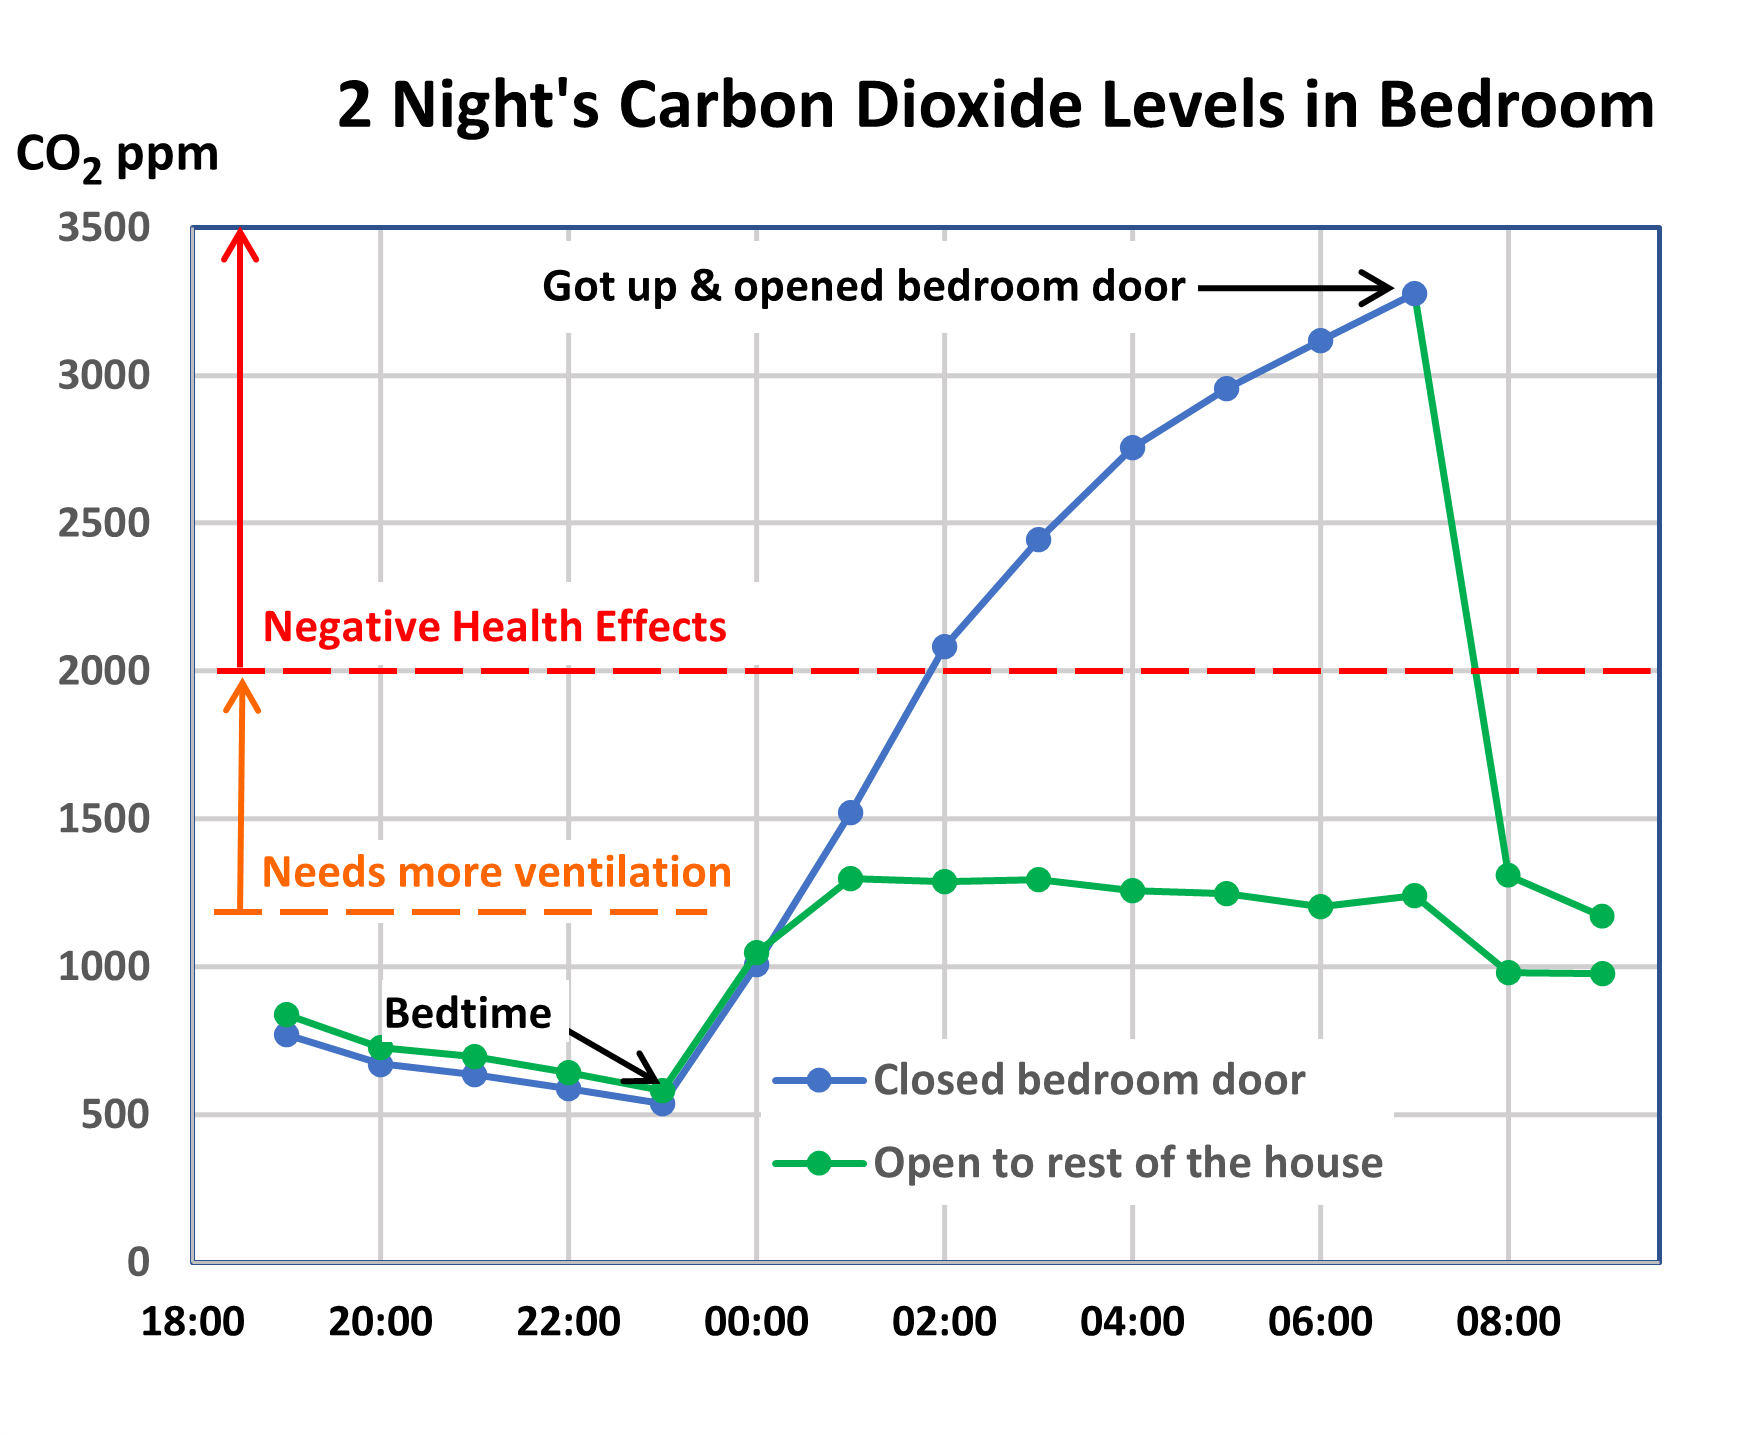 2 Night's Carbon Dioxide Levels in Bedroom
CO₂ ppm
3500
Got up & opened bedroom door
3000
2500
Negative Health Effects
2000
1500
Needs more ventilation
1000
Bedtime
Closed bedroom door
500
Open to rest of the house
0
18:00 20:00 22:00 00:00 02:00 04:00 06:00 08:00